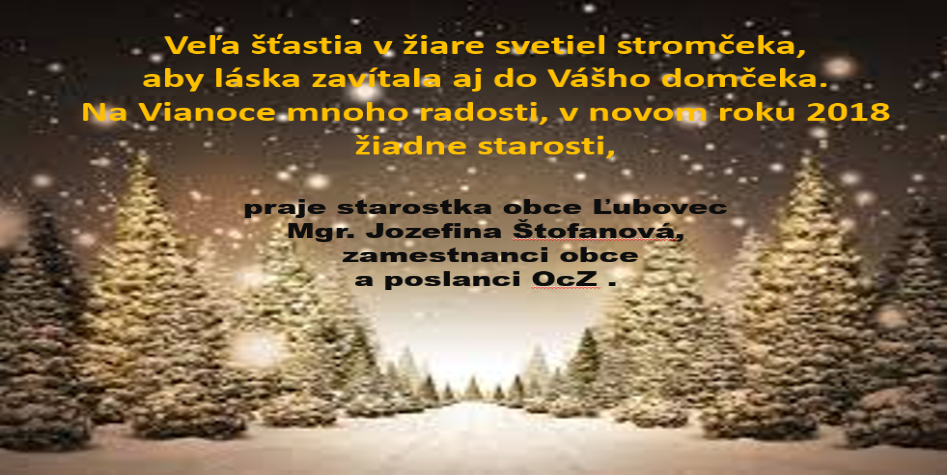 Veľa šťastia v žiare svetiel stromčeka,
aby láska zavítala aj do Vášho domčeka.
Na Vianoce mnoho radosti, v novom roku 2018
žiadne starosti,
praje starostka obce Ľubovec
Mgr. Jozefina Štofanová,
zamestnanci obce
a poslanci OcZ .